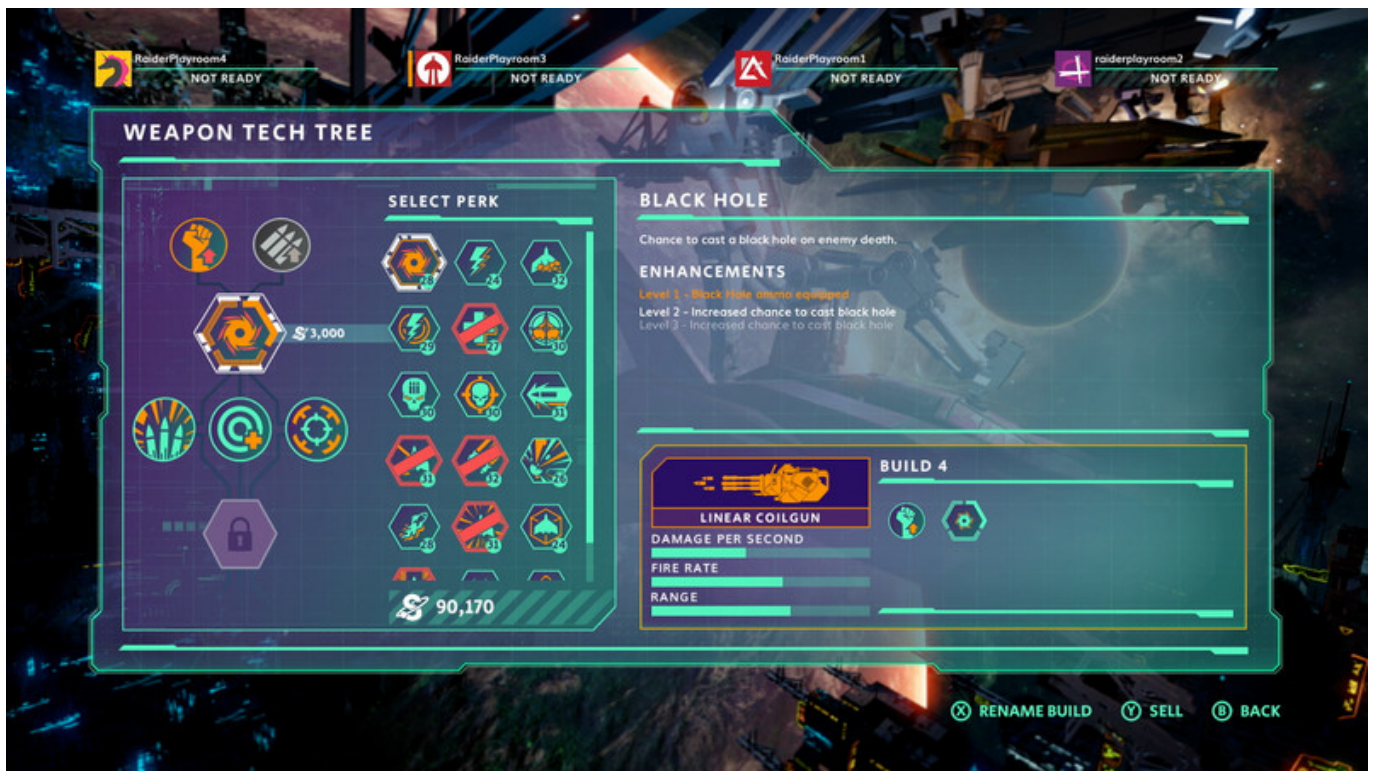 RaiderPlayroom4
NOT READY
RaiderPlayroom3
NOT READY
RaiderPlayroom1
NOT READY
raiderplayroom2
NOT READY
WEAPON TECH TREE
SELECT PERK
28
24
32
29
27
30
30
30
31
31
32
26
28
31
24
3,000
90,170
BLACK HOLE
Chance to cast a black hole on enemy death.
ENHANCEMENTS
Level 1 - Black Hole ammo equipped
Level 2 - Increased chance to cast black hole
Level 3 - Increased chance to cast black hole
LINEAR COILGUN
DAMAGE PER SECOND
FIRE RATE
RANGE
BUILD 4
X RENAME BUILD
Y SELL
B BACK